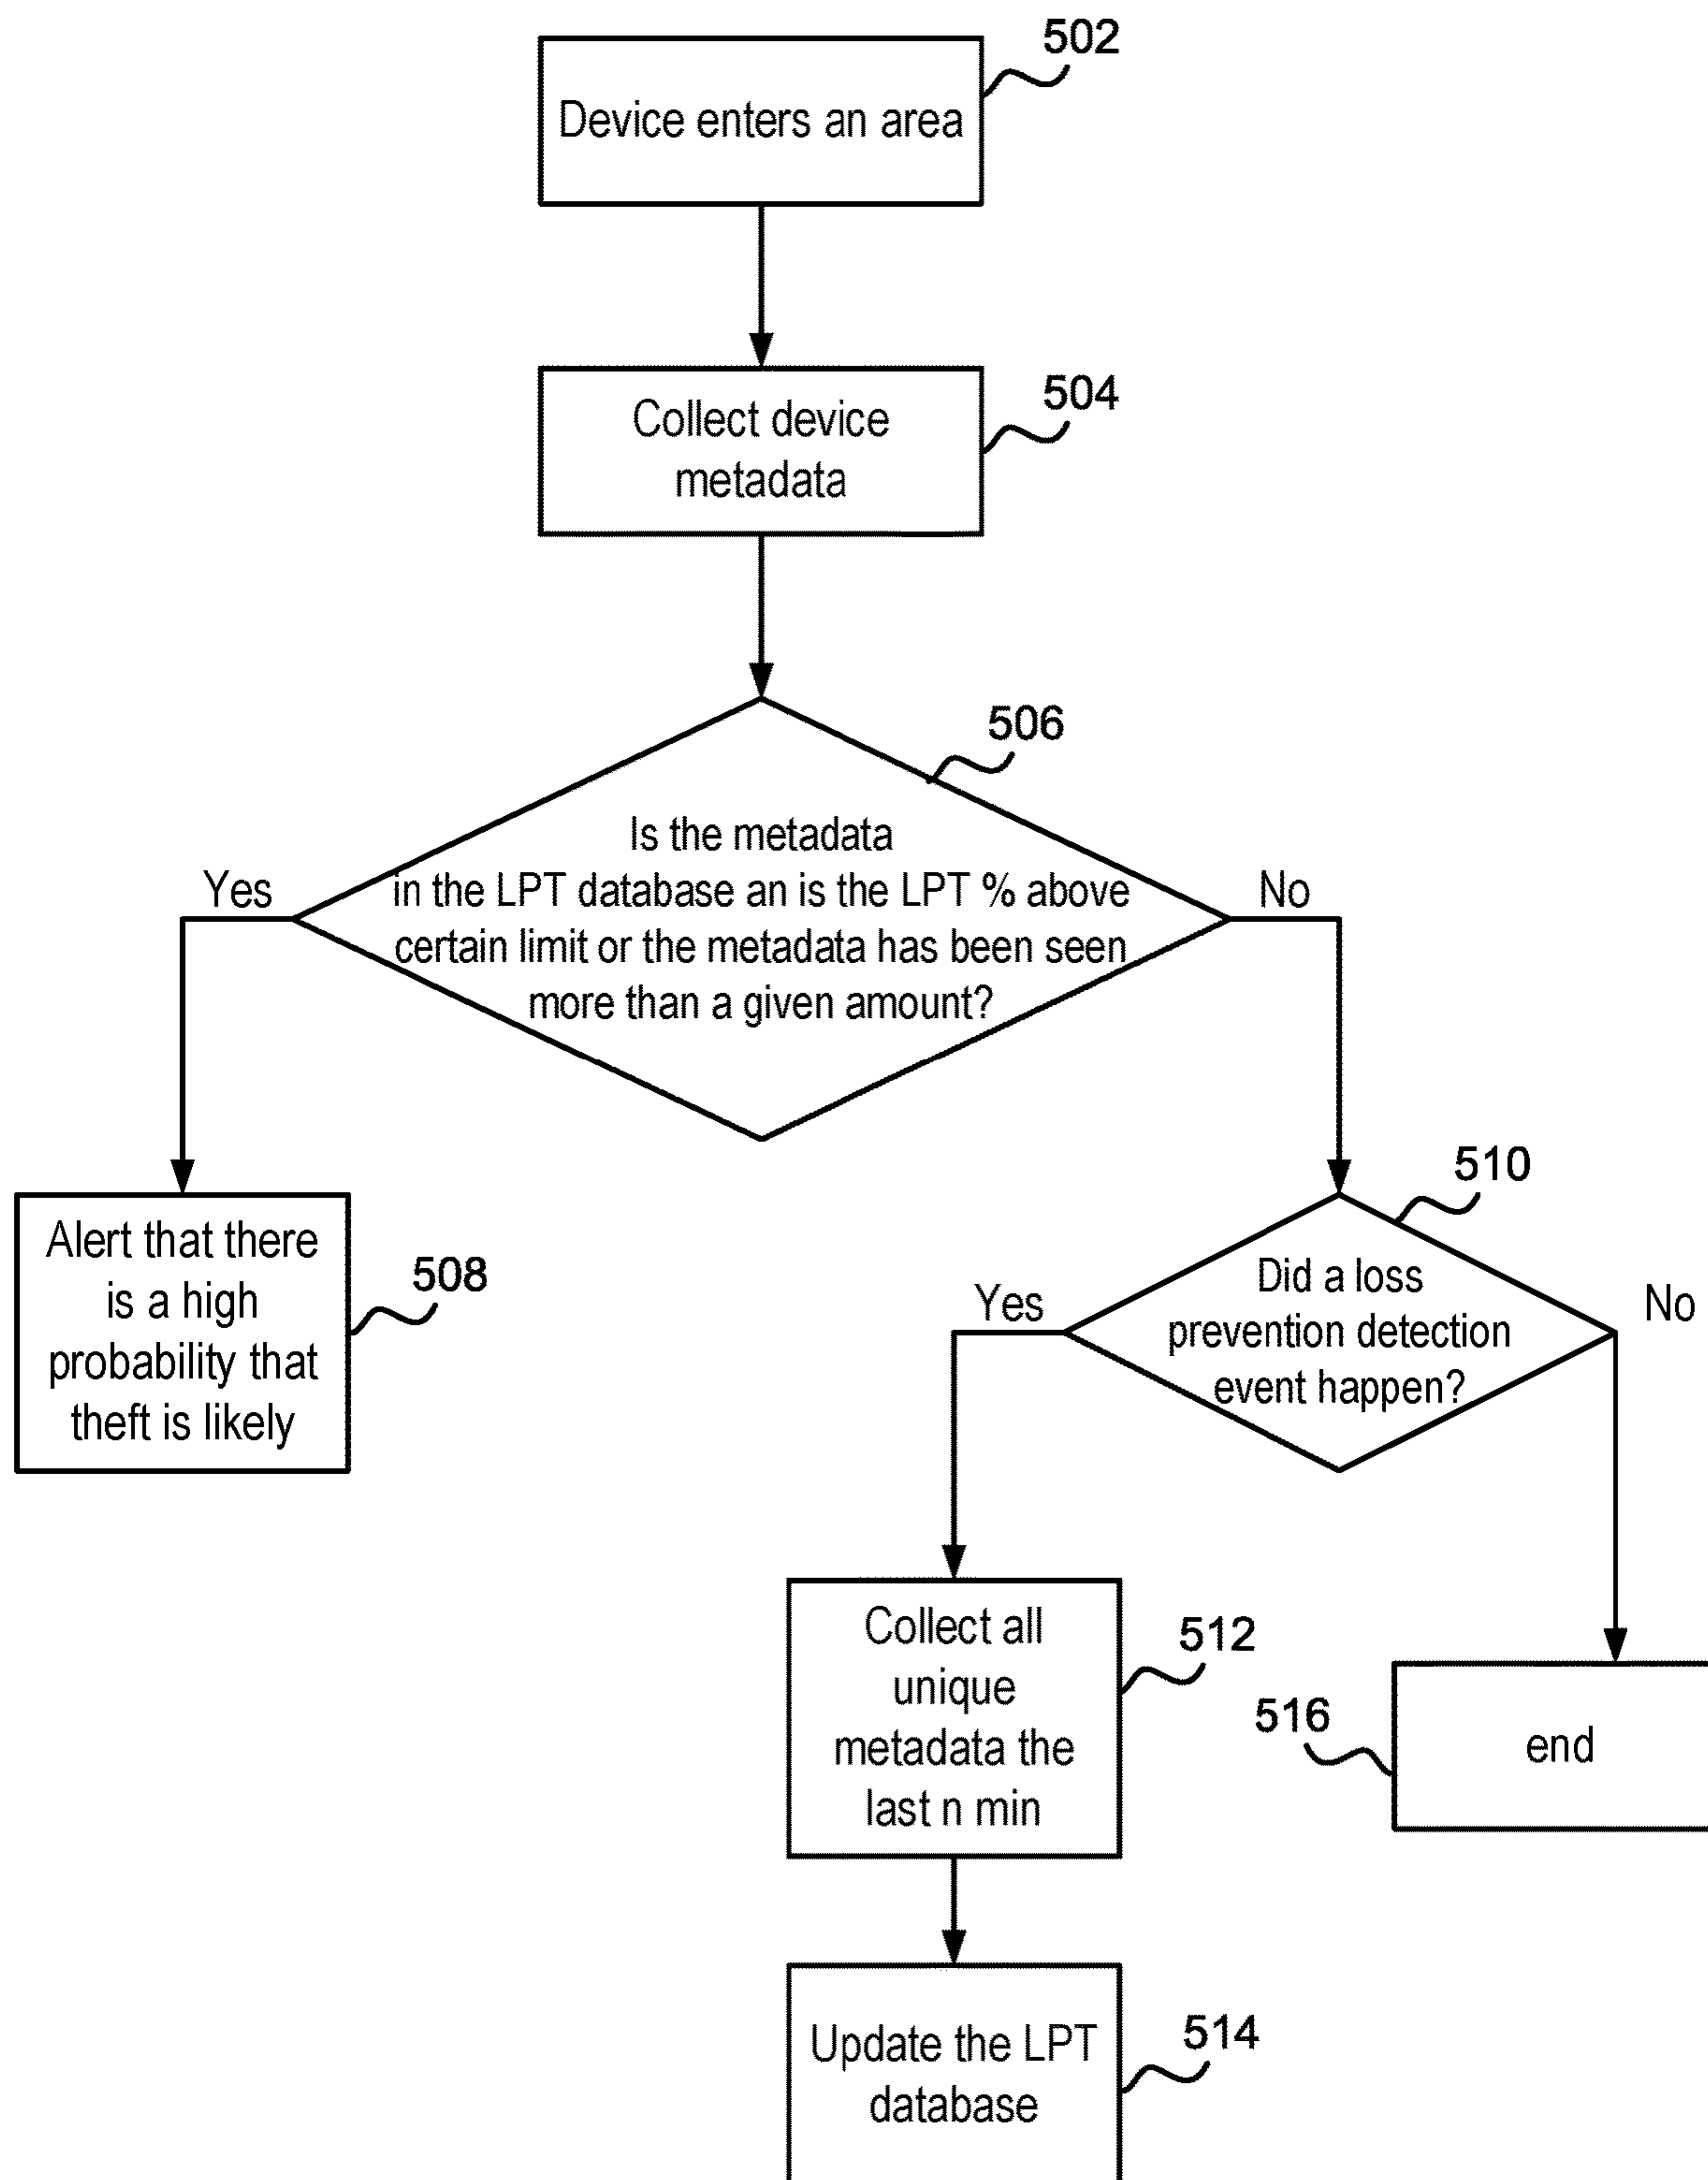 502
Device enters an area
504
Collect device
metadata
506
Is the metadata
in the LPT database an is the LPT % above
certain limit or the metadata has been seen
more than a given amount?
Yes
No
508
Alert that there
is a high
probability that
theft is likely
510
Did a loss
prevention detection
event happen?
Yes
No
512
Collect all
unique
metadata the
last n min
516
end
514
Update the LPT
database